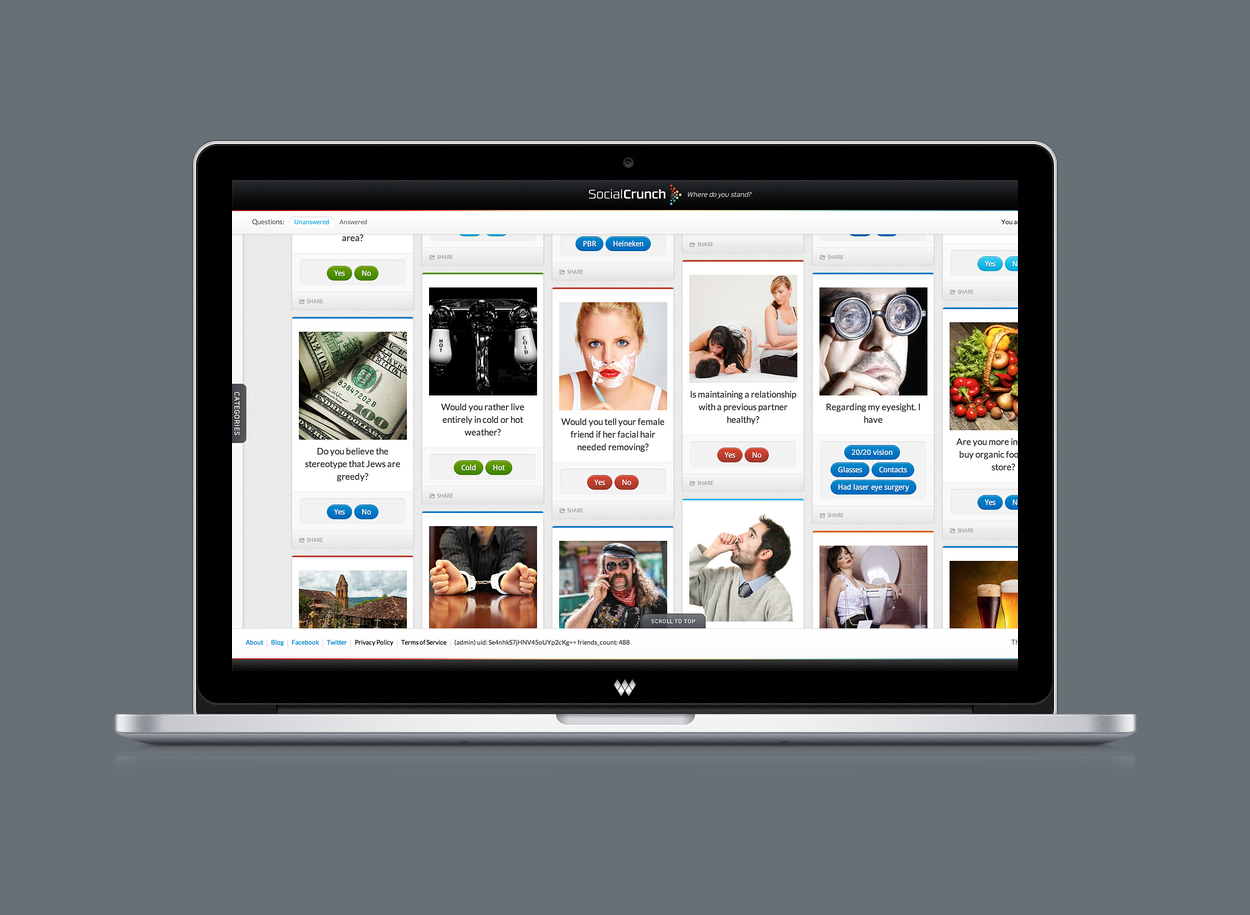 SocialCrunch
Where do you stand?
Questions:
Unanswered
Answered
You a
area?
Yes
No
SHARE
Do you believe the
stereotype that Jews are
greedy?
Yes
No
SHARE
SHARE
HOT
COLD
Would you rather live
entirely in cold or hot
weather?
Cold
Hot
SHARE
PBR
Heineken
SHARE
Would you tell your female
friend if her facial hair
needed removing?
Yes
No
SHARE
SHARE
Is maintaining a relationship
with a previous partner
healthy?
Yes
No
SHARE
SHARE
Regarding my eyesight. I
have
20/20 vision
Glasses
Contacts
Had laser eye surgery
SHARE
Yes
N
SHARE
Are you more in
buy organic foo
store?
Yes
N
SHARE
CATEGORIES
SCROLL TO TOP
About
Blog
Facebook
Twitter
Privacy Policy
Terms of Service
(admin) uid: Se4nhkS7jHNV45oUYp2cKg== friends_count: 488
Th